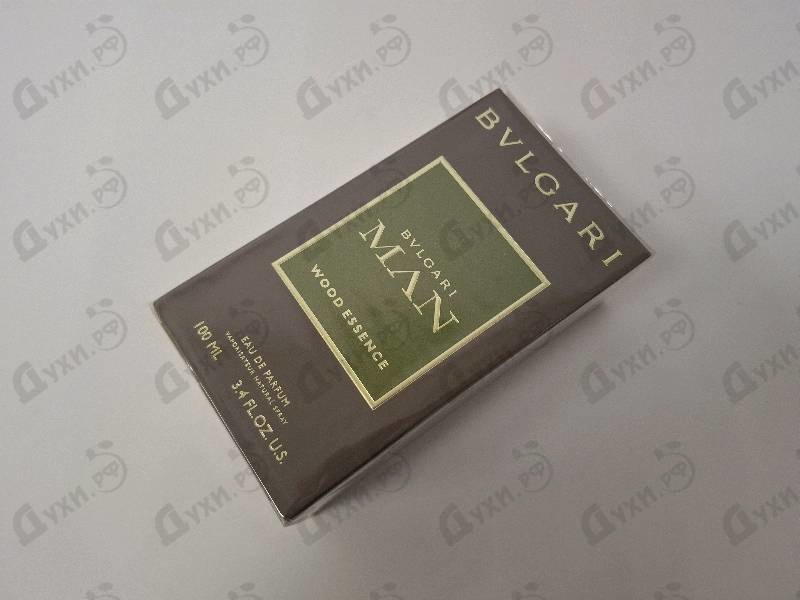 BVLGARI
BVLGARI
MAN
WOOD ESSENCE
EAU DE PARFUM
VAPORISATEUR NATURAL SPRAY
100 ML 3.4 FL.OZ. U.S.
Духи.РФ